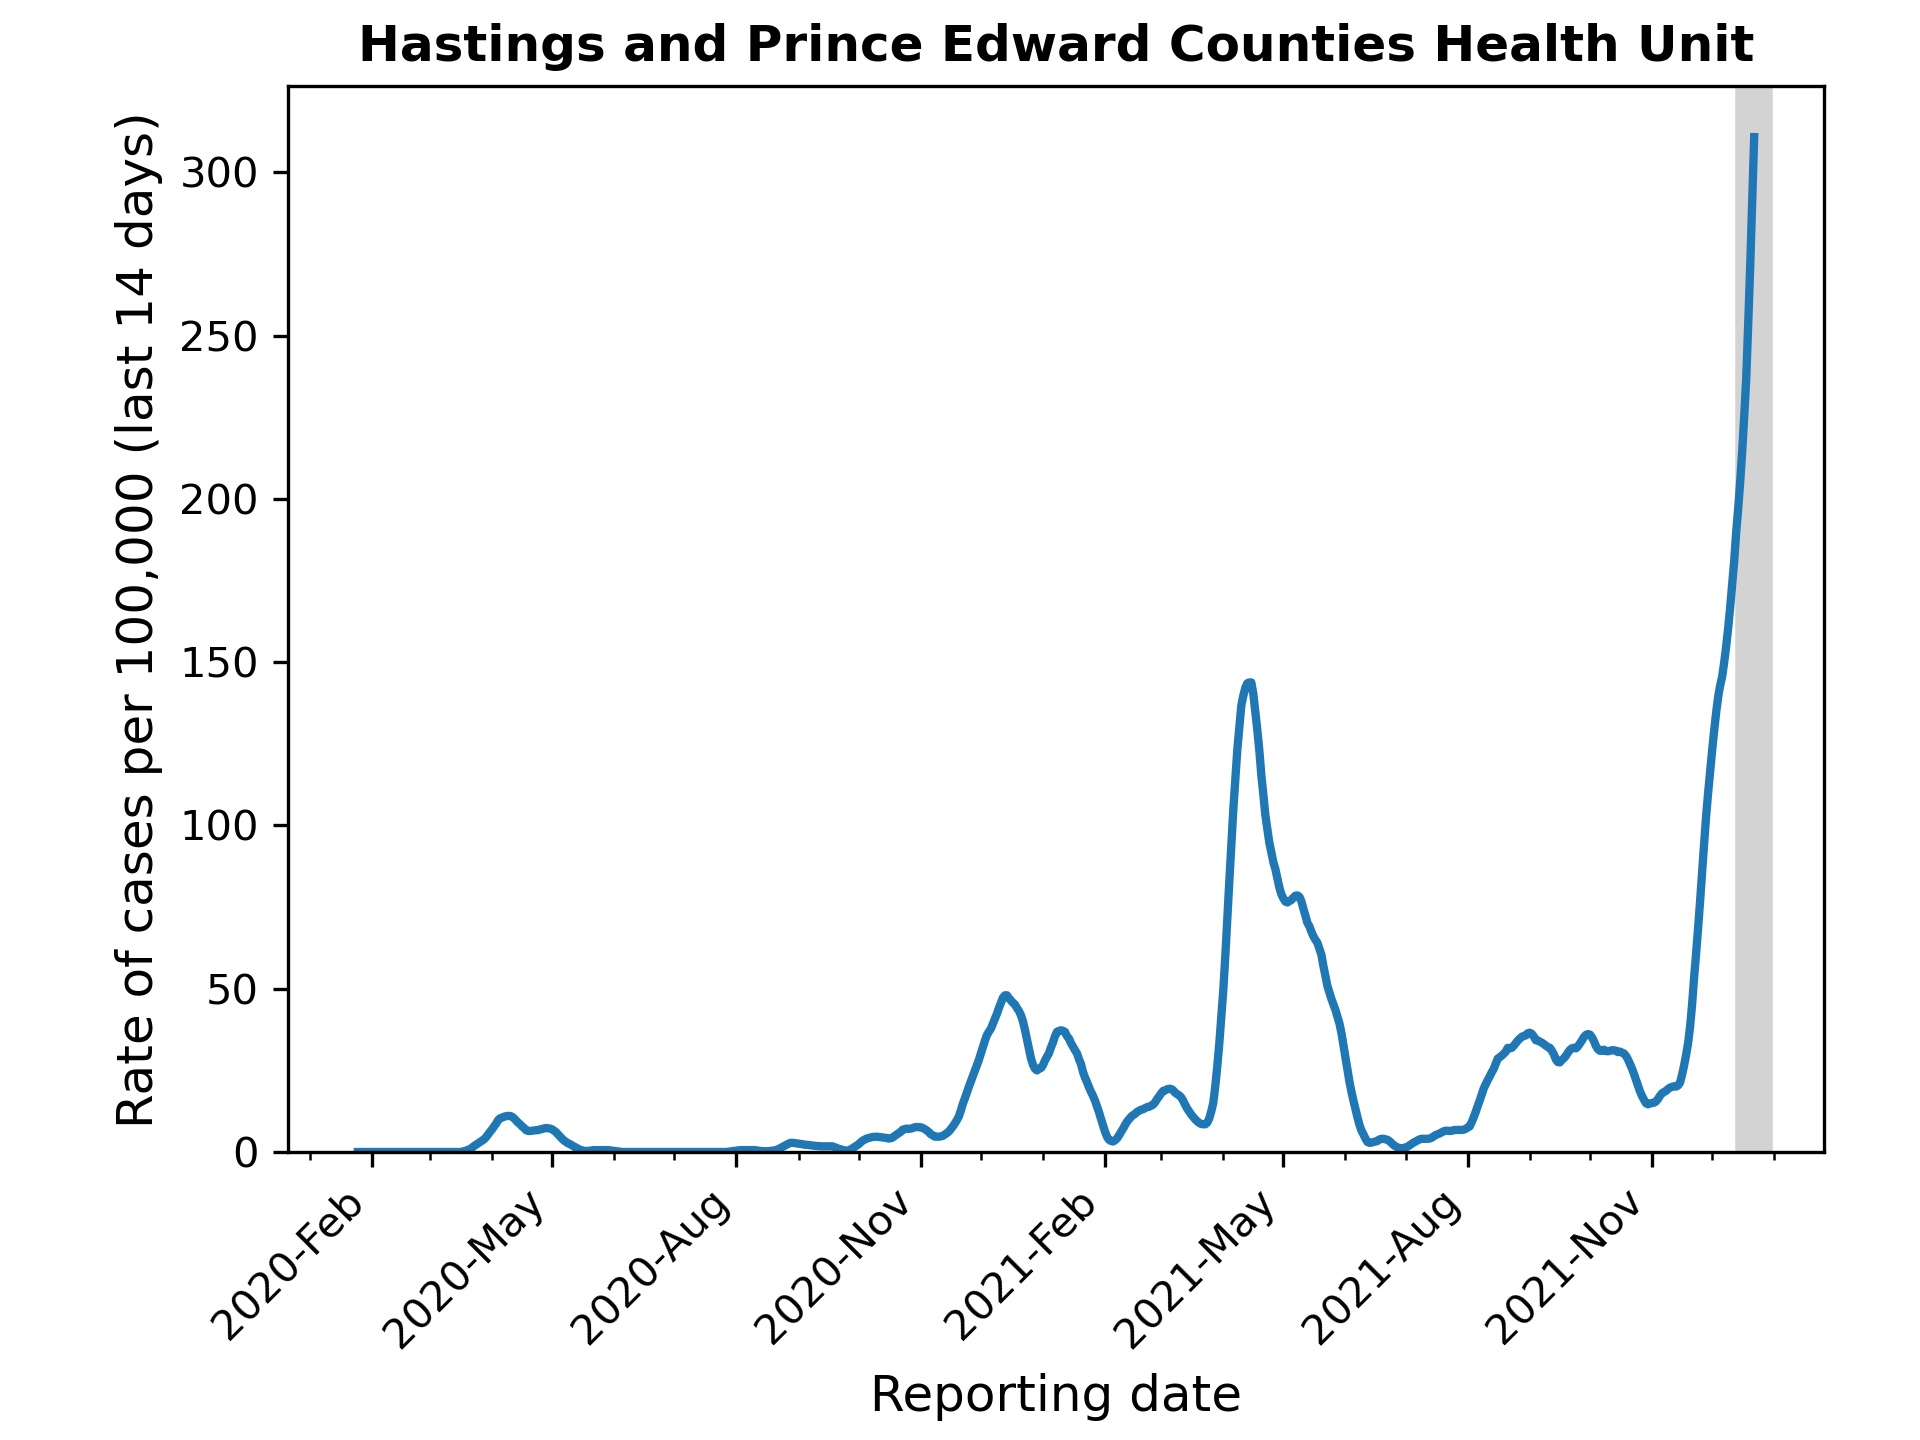 Hastings and Prince Edward Counties Health Unit
Rate of cases per 100,000 (last 14 days)
300
250
200
150
100
50
0
2020-Feb
2020-May
2020-Aug
2020-Nov
2021-Feb
2021-May
2021-Aug
2021-Nov
Reporting date